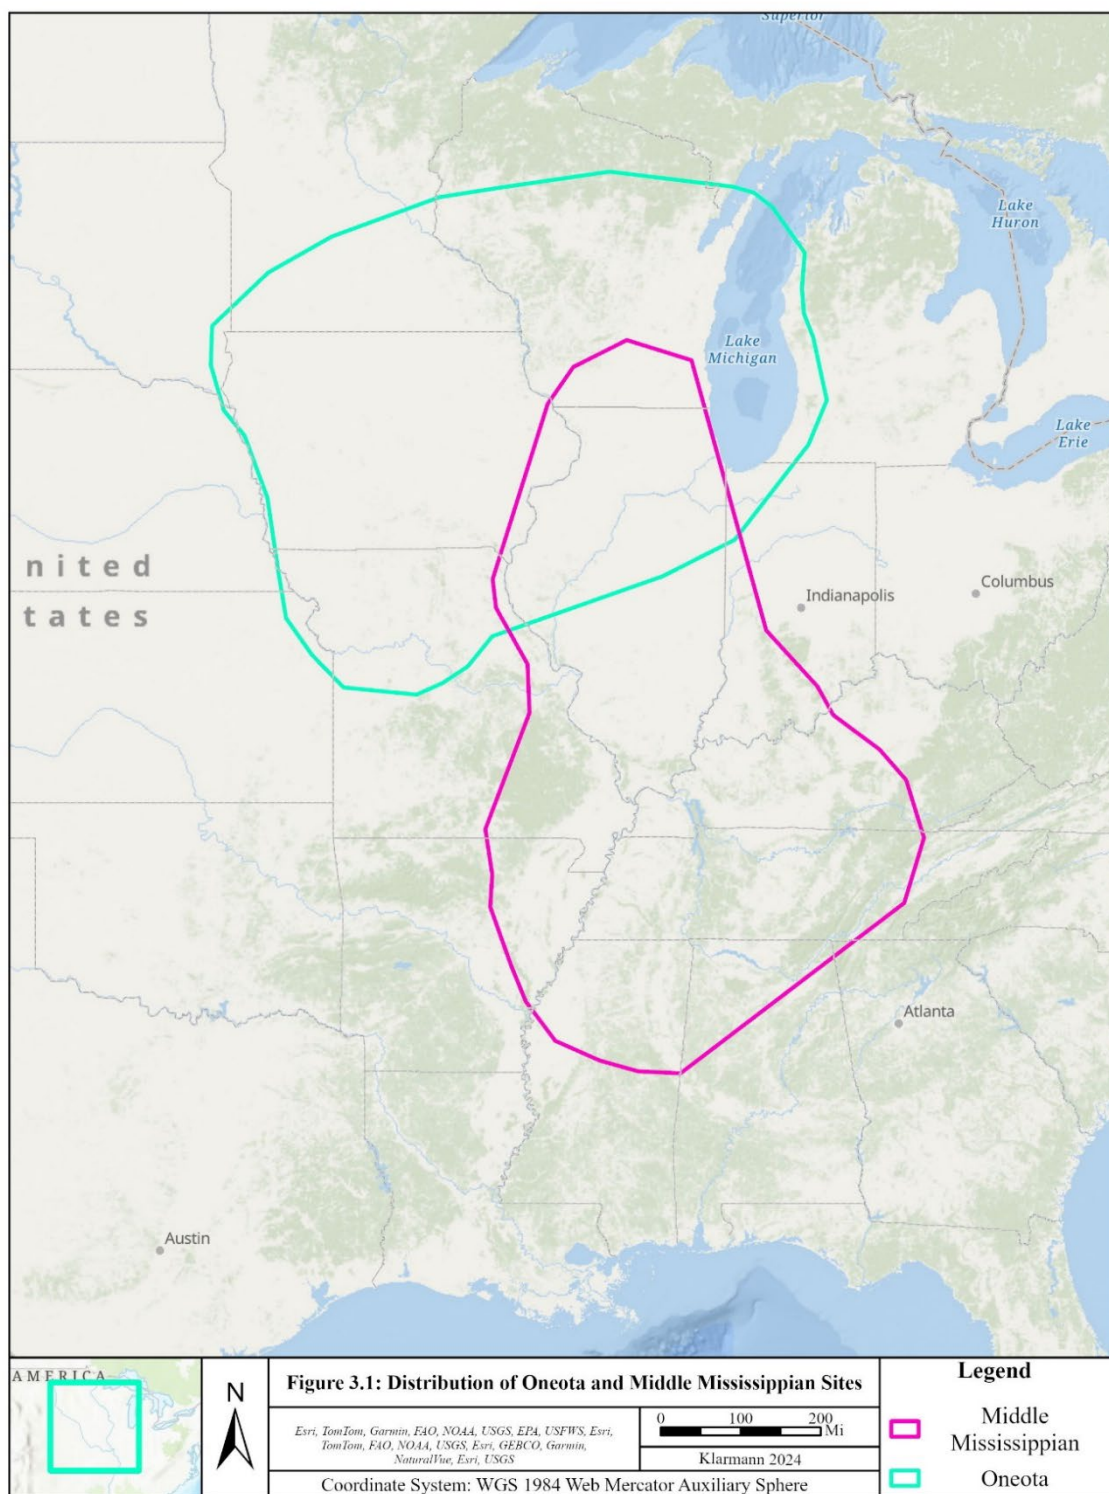 Superior
Lake
Huron
Lake
Michigan
Lake
Erie
nited
tates
Columbus
Indianapolis
Atlanta
Austin
AMERICA
N
Figure 3.1: Distribution of Oneota and Middle Mississippian Sites
Esri, TomTom, Garmin, FAO, NOAA, USGS, EPA, USFWS, Esri,
TomTom, FAO, NOAA, USGS, Esri, GEBCO, Garmin,
NaturalVue, Esri, USGS
0 100 200
Mi
Klarmann 2024
Coordinate System: WGS 1984 Web Mercator Auxiliary Sphere
Legend
Middle
Mississippian
Oneota